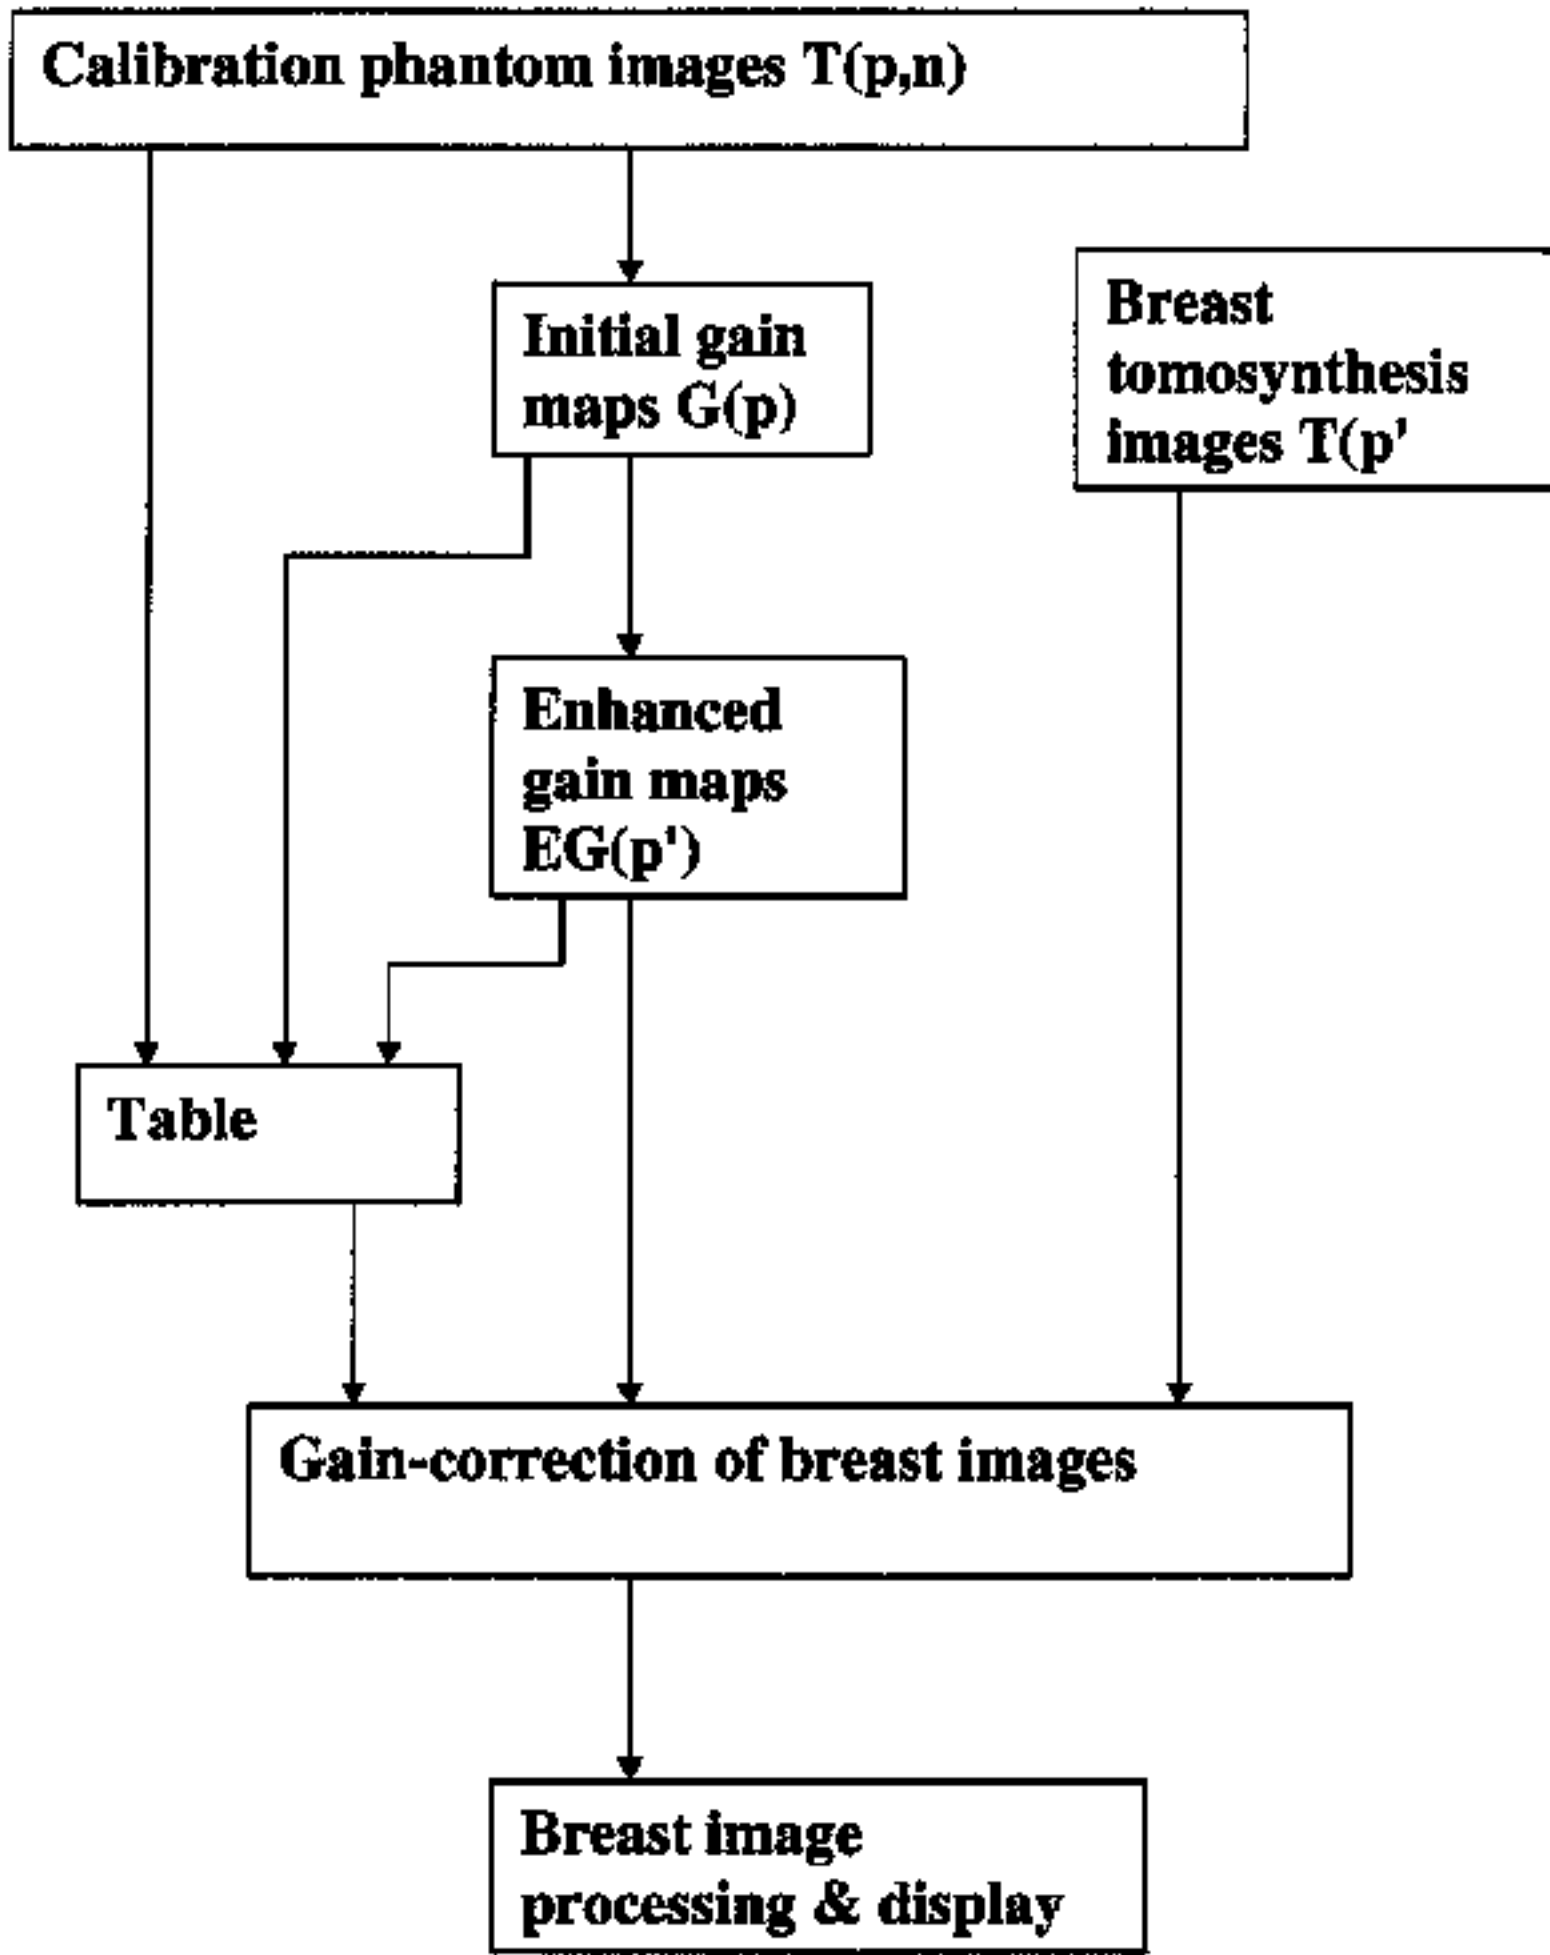 Calibration phantom images T(p,n)
Initial gain
maps G(p)
Breast
tomosynthesis
images T(p'
Enhanced
gain maps
EG(p')
Table
Gain-correction of breast images
Breast image
processing & display